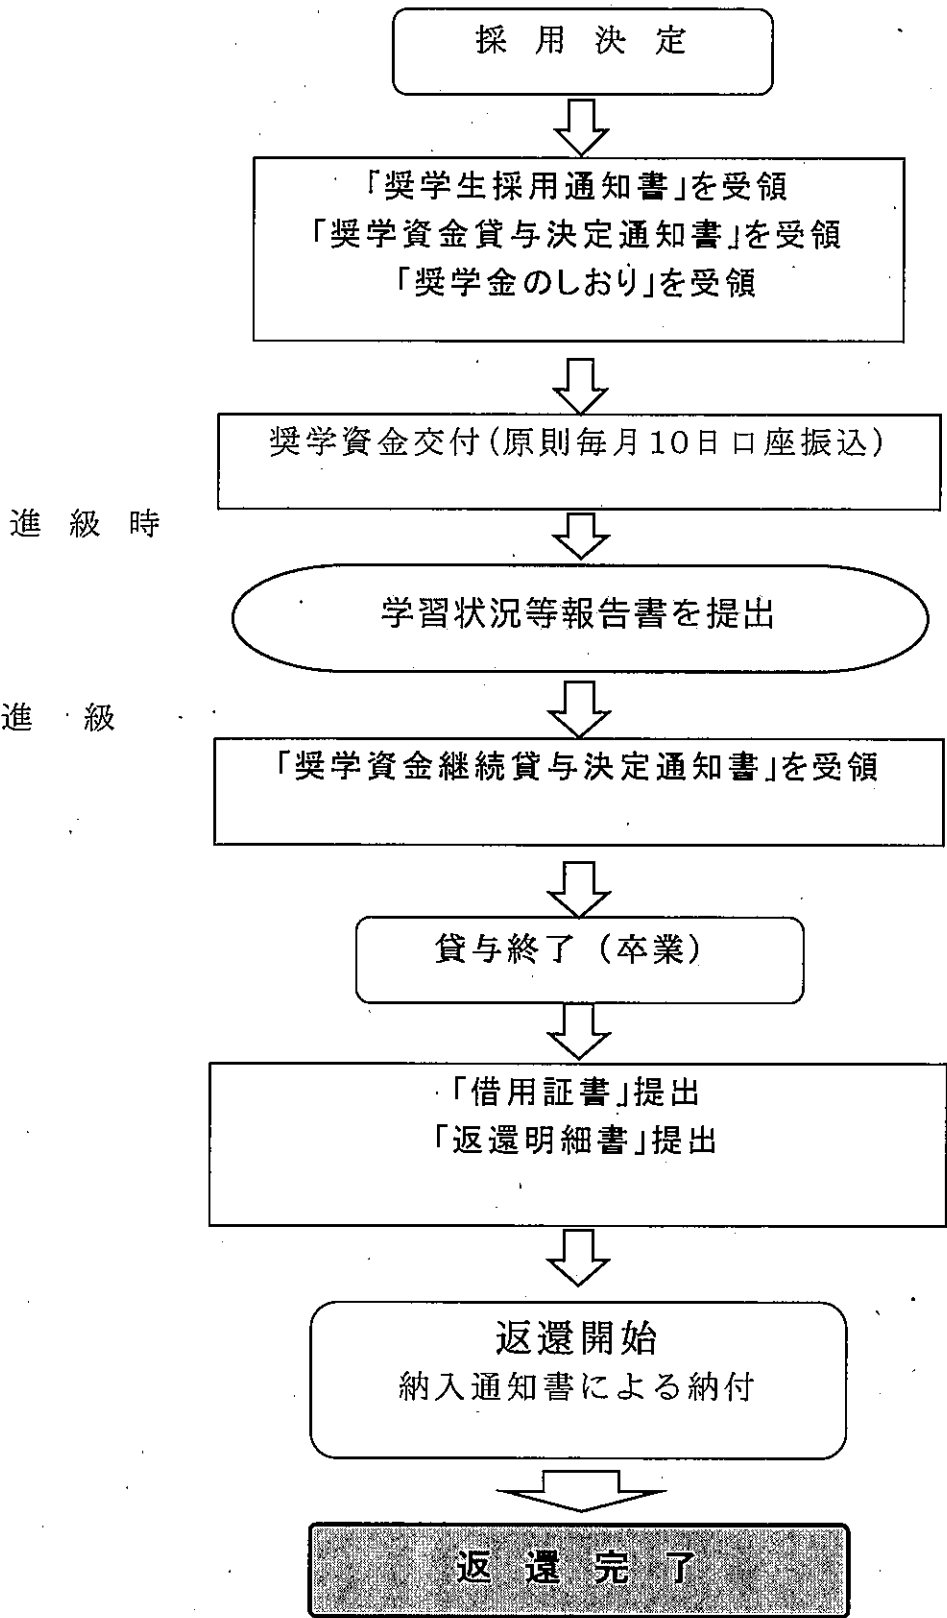 採用決定
「奨学生採用通知書」を受領
「奨学資金貸与決定通知書」を受領
「奨学金のしおり」を受領
奨学資金交付(原則毎月10日口座振込)
進級時
学習状況等報告書を提出
進級
「奨学資金継続貸与決定通知書」を受領
貸与終了(卒業)
「借用証書」提出
「返還明細書」提出
返還開始
納入通知書による納付
返還完了